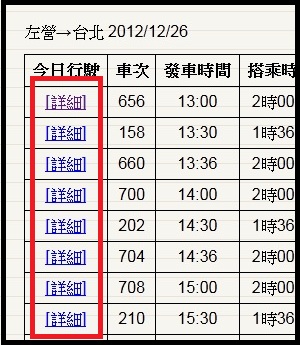 左營→台北 2012/12/26
今日行駛 車次 發車時間 搭乘時
[詳細] 656 13:00 2時00
[詳細] 158 13:30 1時36
[詳細] 660 13:36 2時00
[詳細] 700 14:00 2時00
[詳細] 202 14:30 1時36
[詳細] 704 14:36 2時00
[詳細] 708 15:00 2時00
[詳細] 210 15:30 1時36